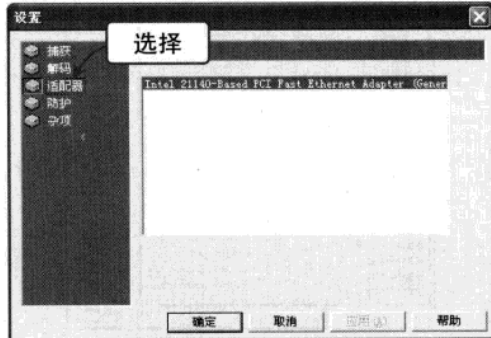 设置
选择
捕获
解码
适配器
防护
杂项
Intel 21140-Based PCI Fast Ethernet Adapter (Gener
确定
取消
应用(A)
帮助